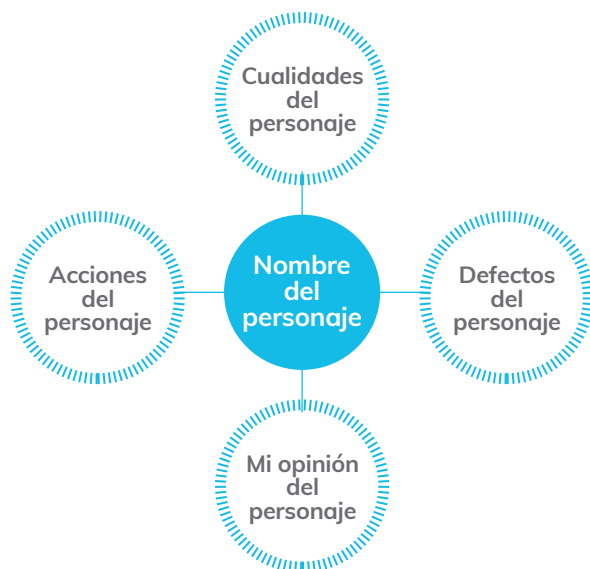 Cualidades
del
personaje
Acciones
del
personaje
Nombre
del
personaje
Defectos
del
personaje
Mi opinión
del
personaje